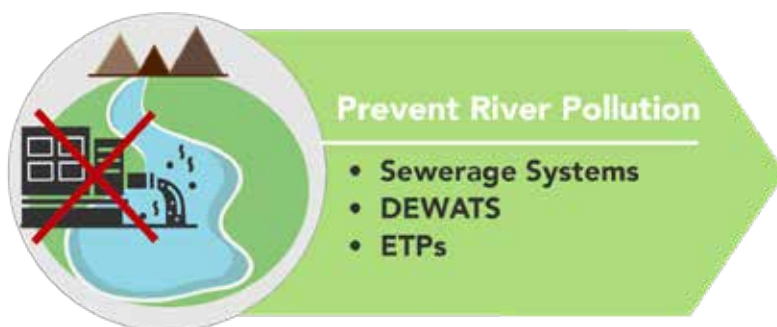 Prevent River Pollution
• Sewerage Systems
• DEWATS
• ETPs